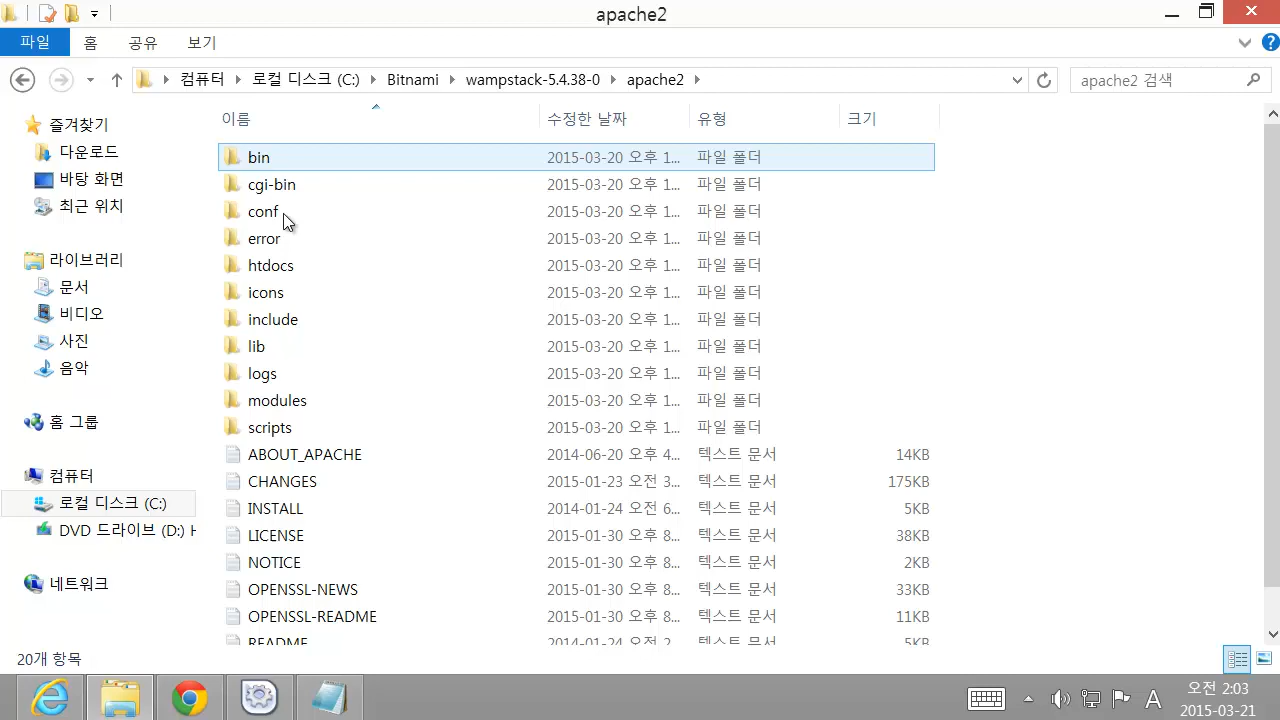 apache2
파일 홈 공유 보기
컴퓨터 로컬 디스크 (C:) Bitnami wampstack-5.4.38-0 apache2
apache2 검색
즐겨찾기
다운로드
바탕 화면
최근 위치
라이브러리
문서
비디오
사진
음악
홈 그룹
컴퓨터
로컬 디스크 (C:)
DVD 드라이브 (D:) H
네트워크
이름 수정한 날짜 유형 크기
bin 2015-03-20 오후 1... 파일 폴더
cgi-bin 2015-03-20 오후 1... 파일 폴더
conf 2015-03-20 오후 1... 파일 폴더
error 2015-03-20 오후 1... 파일 폴더
htdocs 2015-03-20 오후 1... 파일 폴더
icons 2015-03-20 오후 1... 파일 폴더
include 2015-03-20 오후 1... 파일 폴더
lib 2015-03-20 오후 1... 파일 폴더
logs 2015-03-20 오후 1... 파일 폴더
modules 2015-03-20 오후 1... 파일 폴더
scripts 2015-03-20 오후 1... 파일 폴더
ABOUT_APACHE 2014-06-20 오후 4... 텍스트 문서 14KB
CHANGES 2015-01-23 오전 3... 텍스트 문서 175KB
INSTALL 2014-01-24 오전 6... 텍스트 문서 5KB
LICENSE 2015-01-30 오후 8... 텍스트 문서 38KB
NOTICE 2015-01-30 오후 8... 텍스트 문서 2KB
OPENSSL-NEWS 2015-01-30 오후 8... 텍스트 문서 33KB
OPENSSL-README 2015-01-30 오후 8... 텍스트 문서 11KB
README 2014-01-24 오전 2... 텍스트 문서 5KB
20개 항목
A
오전 2:03
2015-03-21